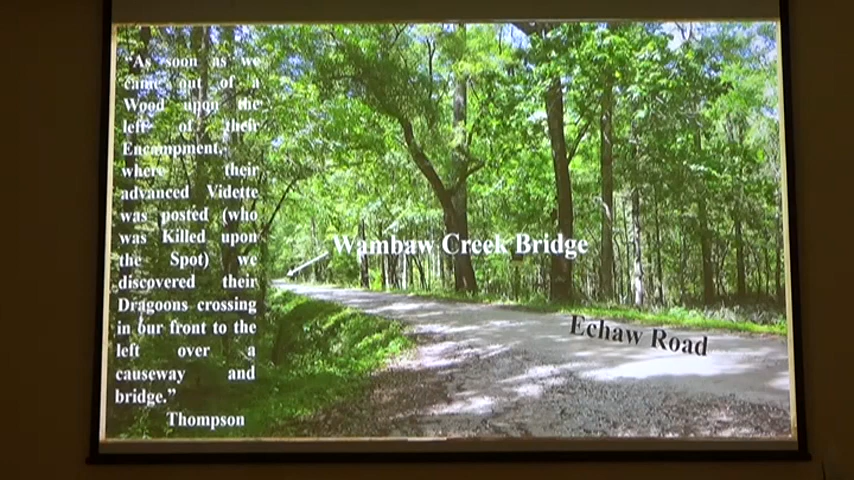 "As soon as we
came out of a
Wood upon the
left of their
Encampment,
where their
advanced Vidette
was posted (who
was Killed upon
the Spot) we
discovered their
Dragoons crossing
in our front to the
left over a
causeway and
bridge."
Thompson
Wambaw Creek Bridge
Echaw Road